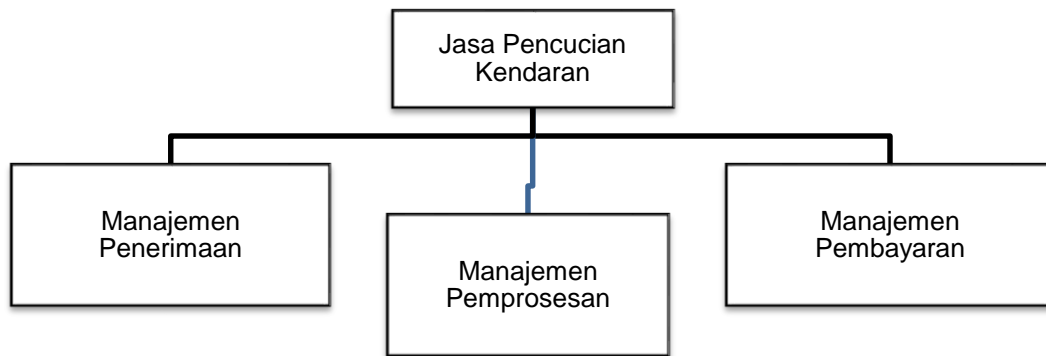 Jasa Pencucian
Kendaran
Manajemen
Penerimaan
Manajemen
Pemprosesan
Manajemen
Pembayaran